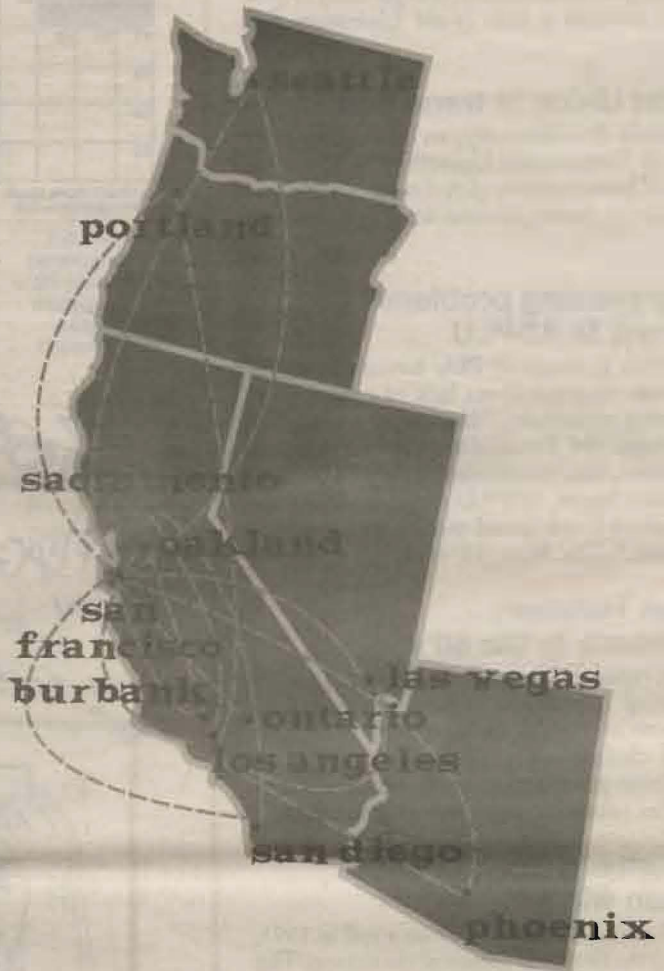 seattle
portland
sacramento
oakland
san
francisco
burbank
las vegas
ontario
los angeles
san diego
phoenix